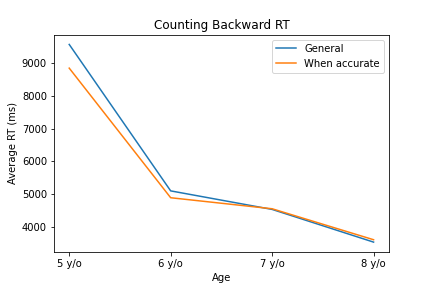 Counting Backward RT
General
When accurate
Average RT (ms)
9000
8000
7000
6000
5000
4000
5 y/o
6 y/o
7 y/o
8 y/o
Age